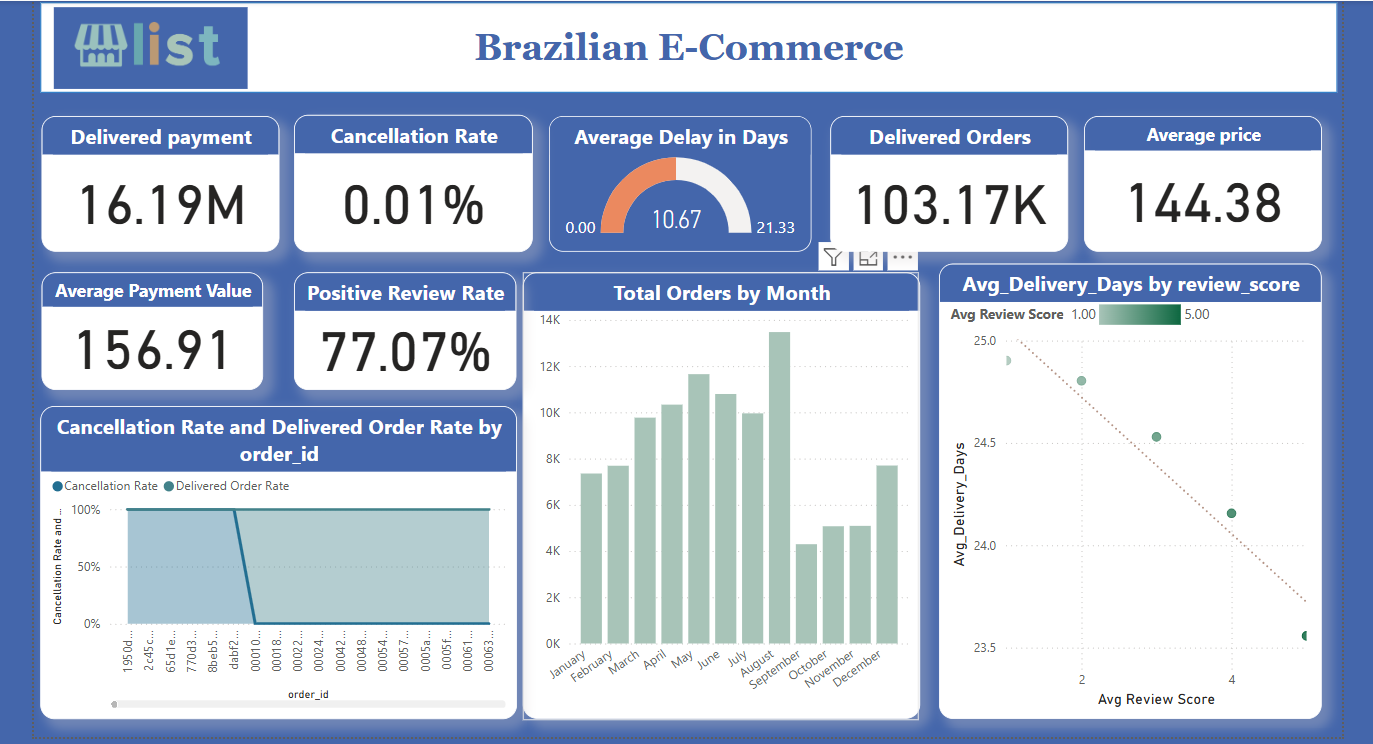 list
Brazilian E-Commerce
Delivered payment
16.19M
Cancellation Rate
0.01%
Average Delay in Days
0.00
10.67
21.33
Delivered Orders
103.17K
Average price
144.38
Average Payment Value
156.91
Positive Review Rate
77.07%
Cancellation Rate and Delivered Order Rate by
order_id
Cancellation Rate
Delivered Order Rate
Cancellation Rate and ...
100%
50%
0%
1950d...
2c45c...
65d1e...
770d3...
8beb5...
dabf2...
00010...
00018...
00022...
00024...
00042...
00048...
00054...
00057...
0005a...
0005f...
00061...
00063...
order_id
Total Orders by Month
14K
12K
10K
8K
6K
4K
2K
0K
January
February
March
April
May
June
July
August
September
October
November
December
Avg_Delivery_Days by review_score
Avg Review Score 1.00 5.00
Avg_Delivery_Days
25.0
24.5
24.0
23.5
2
4
Avg Review Score